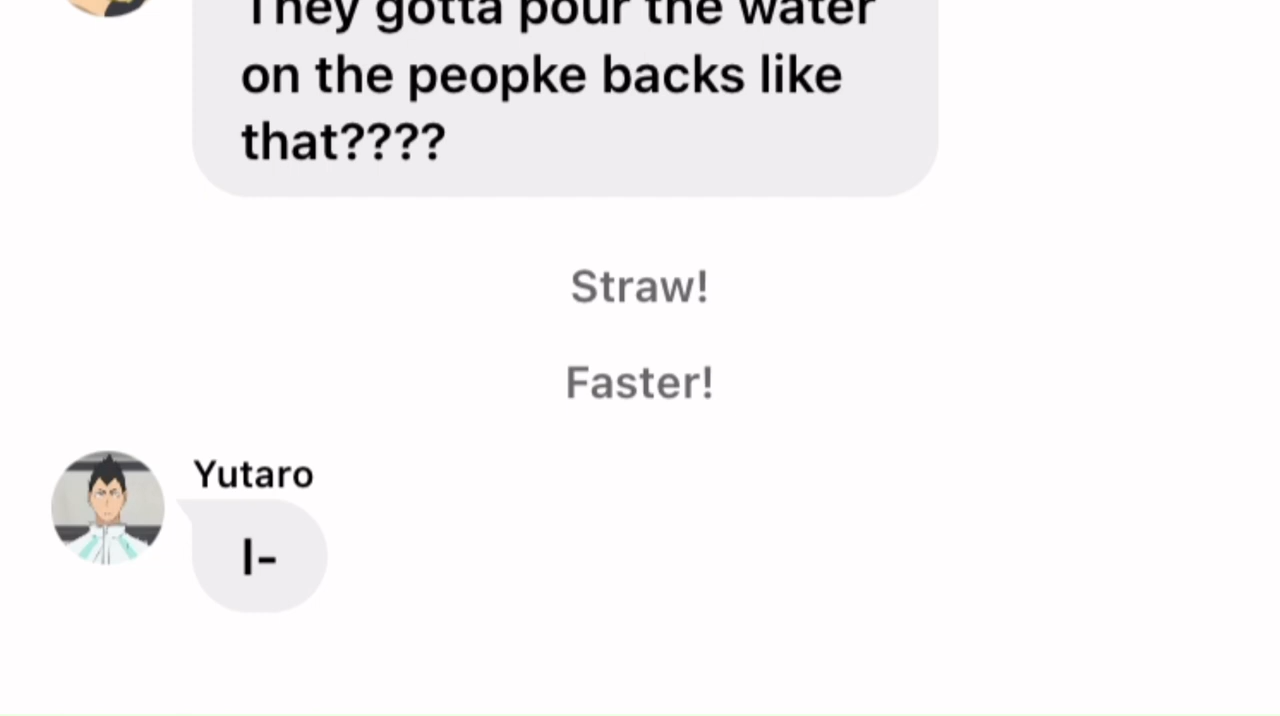 They gotta pour the water
on the peopke backs like
that????
Straw!
Faster!
Yutaro
I-